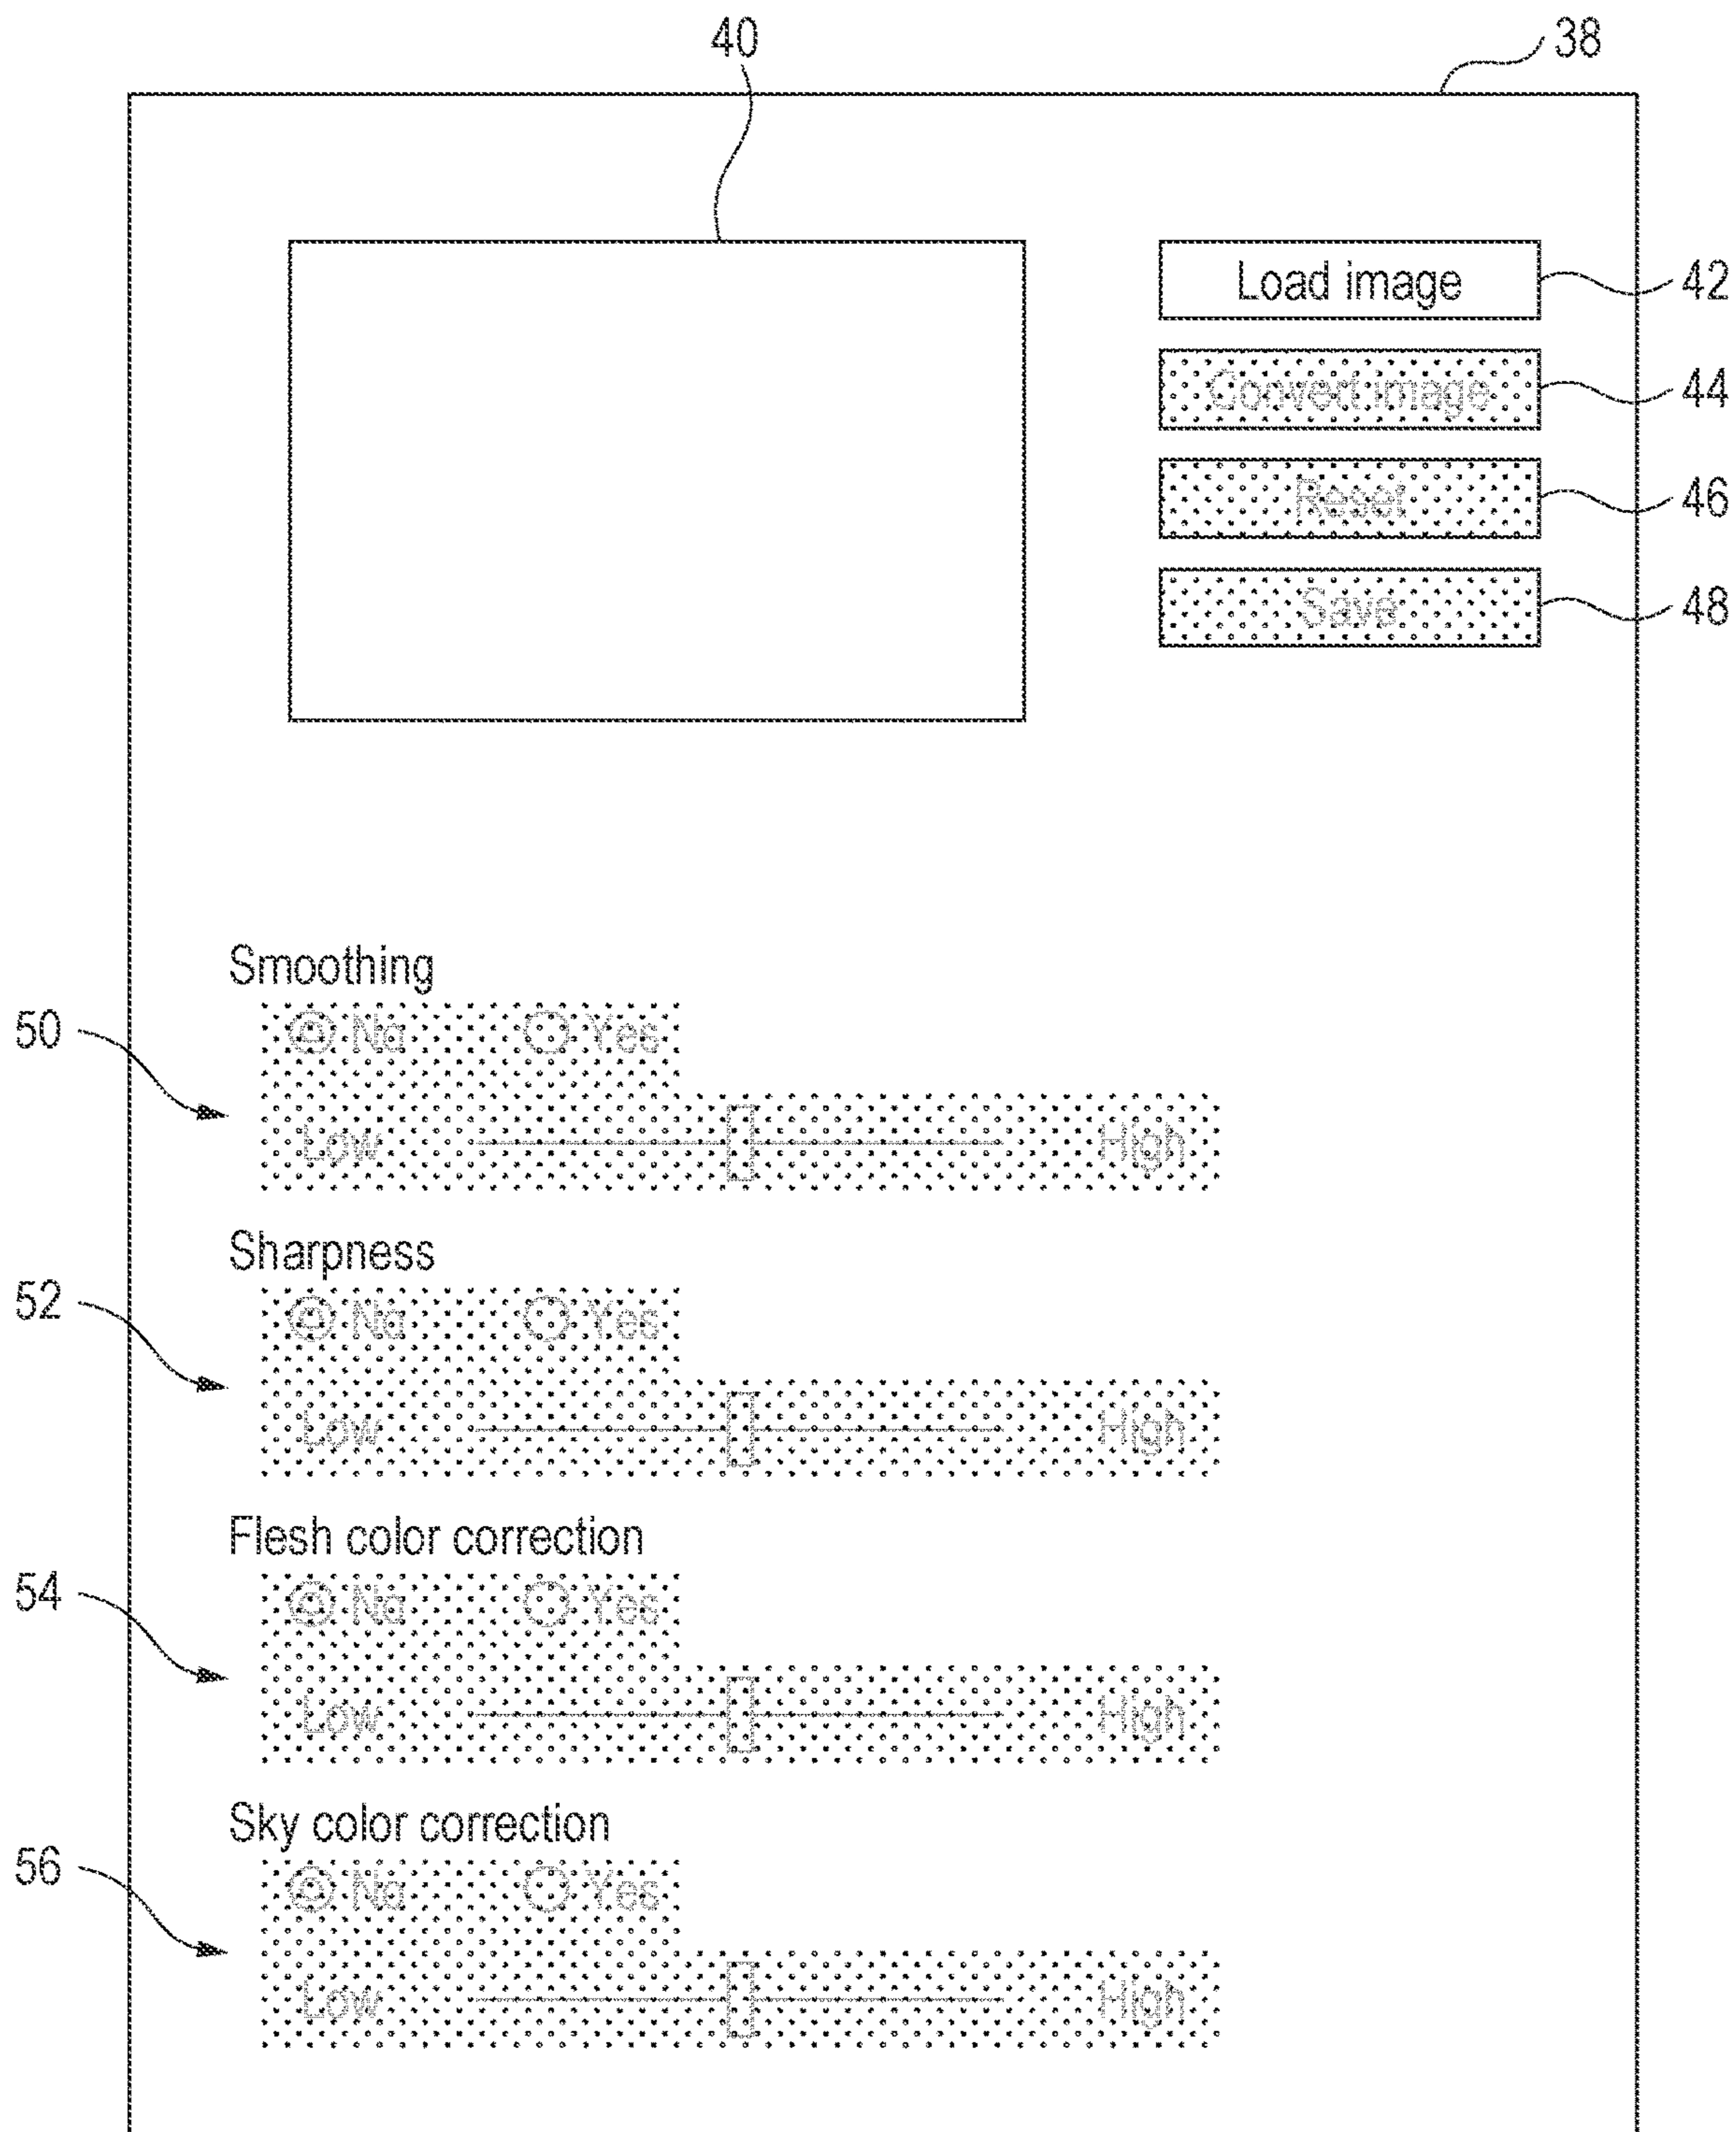 40
38
Load image
42
Convert image
44
Reset
46
Save
48
Smoothing
50
No Yes
Low High
Sharpness
52
No Yes
Low High
Flesh color correction
54
No Yes
Low High
Sky color correction
56
No Yes
Low High